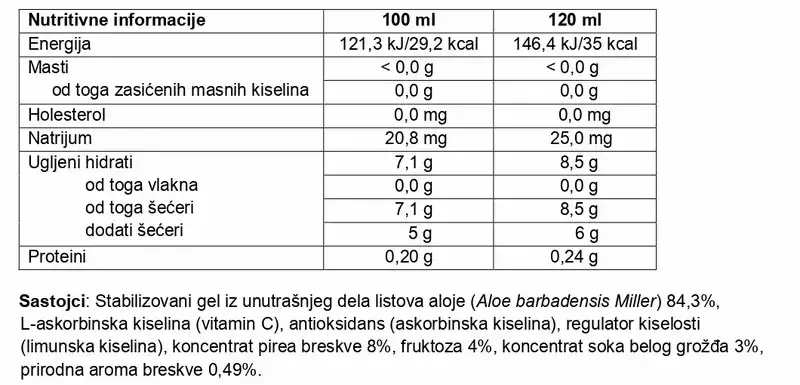 Nutritivne informacije 100 ml 120 ml
Energija 121,3 kJ/29,2 kcal 146,4 kJ/35 kcal
Masti < 0,0 g < 0,0 g
od toga zasićenih masnih kiselina 0,0 g 0,0 g
Holesterol 0,0 mg 0,0 mg
Natrijum 20,8 mg 25,0 mg
Ugljeni hidrati 7,1 g 8,5 g
od toga vlakna 0,0 g 0,0 g
od toga šećeri 7,1 g 8,5 g
dodati šećeri 5 g 6 g
Proteini 0,20 g 0,24 g
Sastojci: Stabilizovani gel iz unutrašnjeg dela listova aloje (Aloe barbadensis Miller) 84,3%,
L-askorbinska kiselina (vitamin C), antioksidans (askorbinska kiselina), regulator kiselosti
(limunska kiselina), koncentrat pirea breskve 8%, fruktoza 4%, koncentrat soka belog grožđa 3%,
prirodna aroma breskve 0,49%.